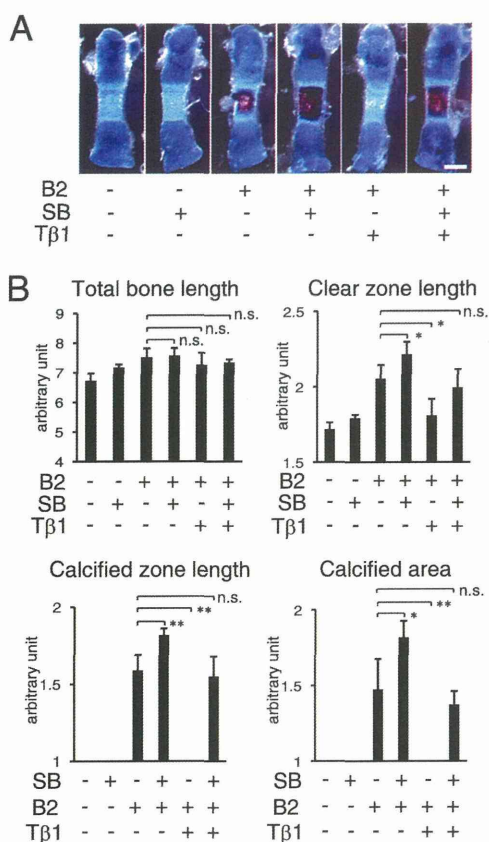 A
B2 - - + + + +
SB - + - + - +
Tβ1 - - - - + +
B
Total bone length
arbitrary unit
9
8
7
6
5
4
n.s.
n.s.
n.s.
B2 - - + + + +
SB - + - + - +
Tβ1 - - - - + +
Clear zone length
arbitrary unit
2.5
2
1.5
n.s.
*
*
B2 - - + + + +
SB - + - + - +
Tβ1 - - - - + +
Calcified zone length
arbitrary unit
2
1.5
1
n.s.
**
**
SB - + - + - +
B2 - - + + + +
Tβ1 - - - - + +
Calcified area
arbitrary unit
2
1.5
1
n.s.
**
*
SB - + - + - +
B2 - - + + + +
Tβ1 - - - - + +